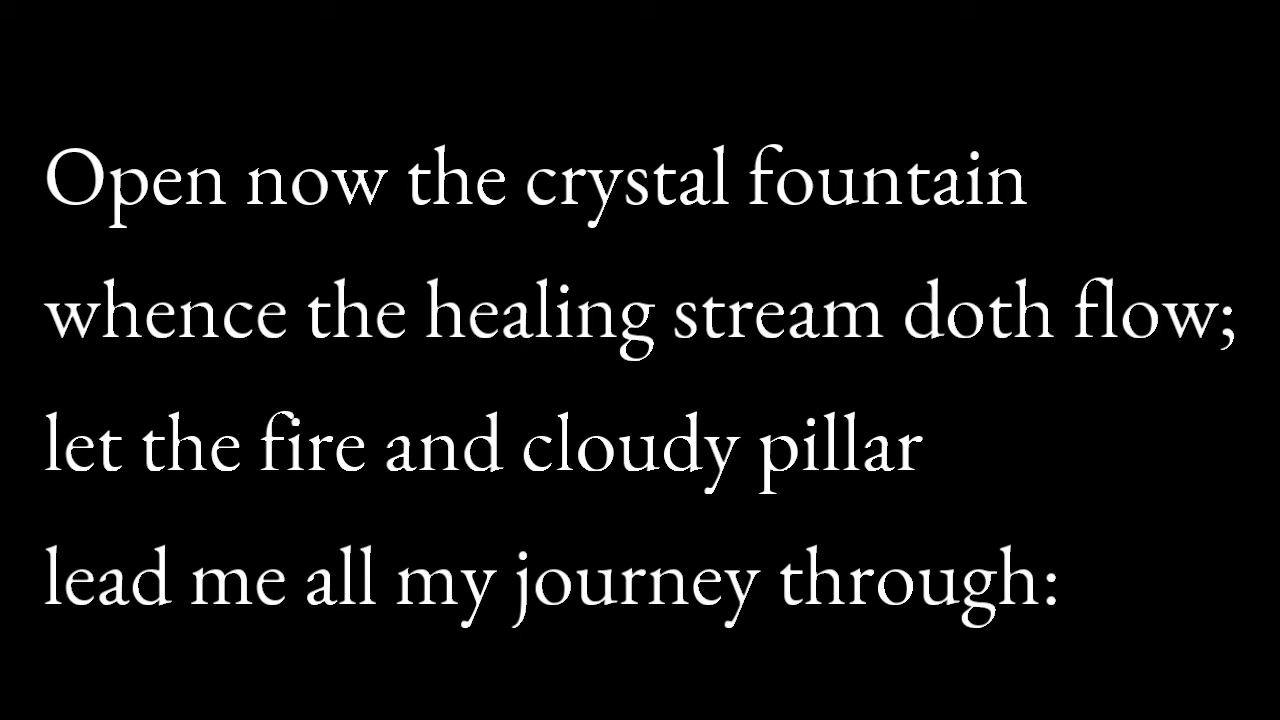 Open now the crystal fountain
whence the healing stream doth flow;
let the fire and cloudy pillar
lead me all my journey through: